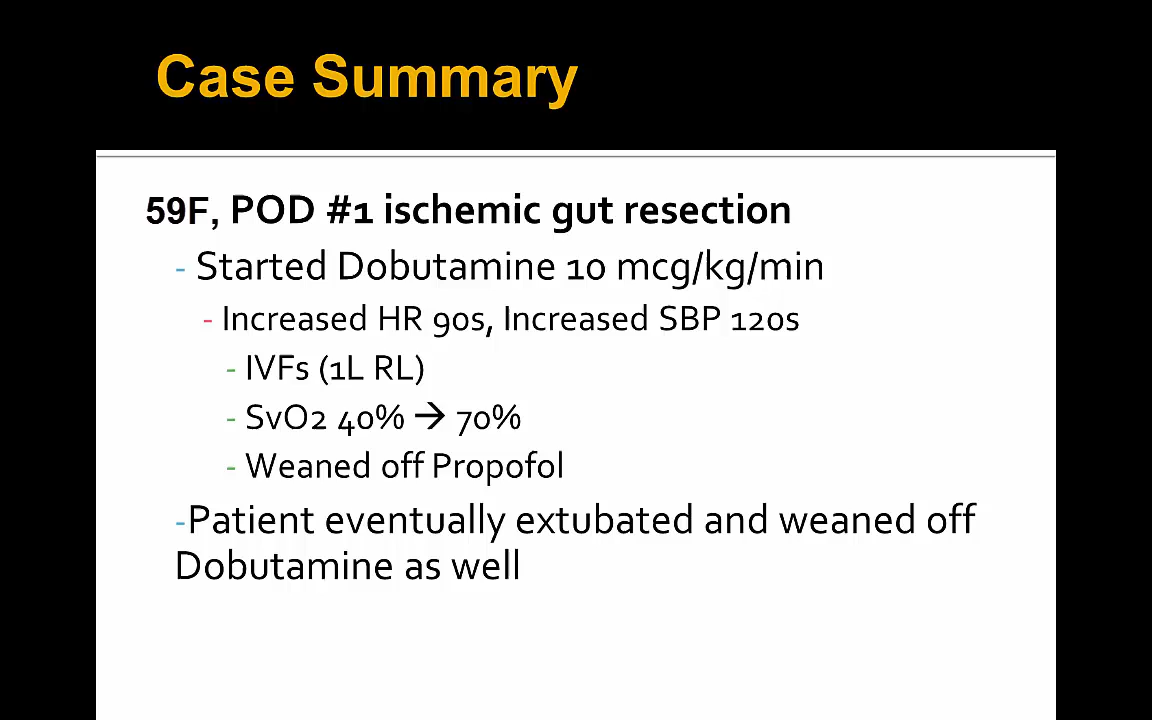 Case Summary
59F, POD #1 ischemic gut resection
- Started Dobutamine 10 mcg/kg/min
- Increased HR 90s, Increased SBP 120s
- IVFs (1L RL)
- SvO2 40% → 70%
- Weaned off Propofol
-Patient eventually extubated and weaned off
Dobutamine as well